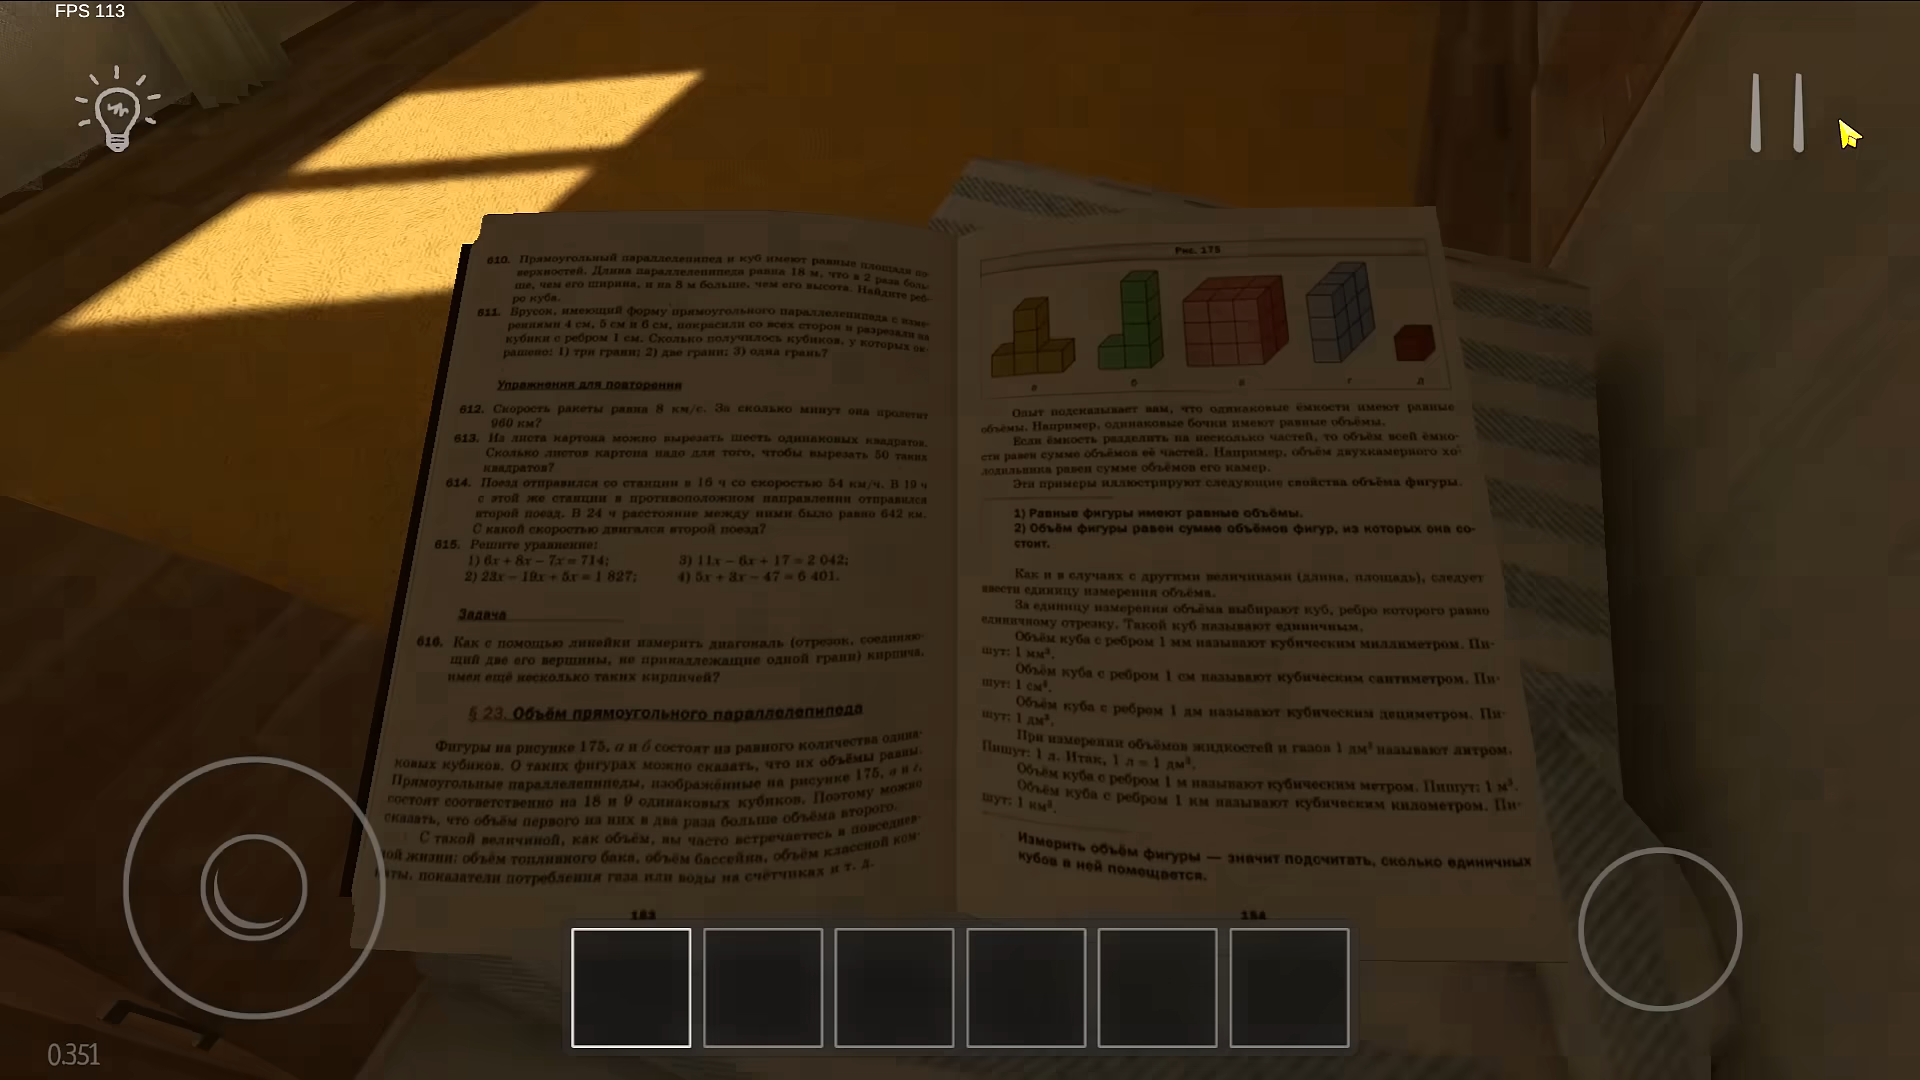 FPS 113
610. Прямоугольный параллелепипед и куб имеют равные площади по-
верхностей. Длина параллелепипеда равна 18 м, что в 2 раза боль-
ше, чем его ширина, и на 8 м больше, чем его высота. Найдите реб-
ро куба.
611. Брусок, имеющий форму прямоугольного параллелепипеда с изме-
рениями 4 см, 5 см и 6 см, покрасили со всех сторон и разрезали на
кубики с ребром 1 см. Сколько получилось кубиков, у которых ок-
рашено: 1) три грани; 2) две грани; 3) одна грань?
Упражнения для повторения
612. Скорость ракеты равна 8 км/с. За сколько минут она пролетит
960 км?
613. Из листа картона можно вырезать шесть одинаковых квадратов.
Сколько листов картона надо для того, чтобы вырезать 50 таких
квадратов?
614. Поезд отправился со станции в 16 ч со скоростью 54 км/ч. В 19 ч
с этой же станции в противоположном направлении отправился
второй поезд. В 24 ч расстояние между ними было равно 642 км.
С какой скоростью двигался второй поезд?
615. Решите уравнение:
1) 6x + 8x − 7x = 714; 3) 11x − 6x + 17 = 2 042;
2) 23x − 19x + 5x = 1 827; 4) 5x + 3x − 47 = 6 401.
Задача
616. Как с помощью линейки измерить диагональ (отрезок, соединяю-
щий две его вершины, не принадлежащие одной грани) кирпича,
имея ещё несколько таких кирпичей?
§ 23. Объём прямоугольного параллелепипеда
Фигуры на рисунке 175, а и б состоят из равного количества одина-
ковых кубиков. О таких фигурах можно сказать, что их объёмы равны.
Прямоугольные параллелепипеды, изображённые на рисунке 175, в и г,
состоят соответственно из 18 и 9 одинаковых кубиков. Поэтому можно
сказать, что объём первого из них в два раза больше объёма второго.
С такой величиной, как объём, вы часто встречаетесь в повседнев-
ной жизни: объём топливного бака, объём бассейна, объём классной ком-
наты, показатели потребления газа или воды на счётчиках и т. д.
153
Рис. 175
а б в г д
Опыт подсказывает вам, что одинаковые ёмкости имеют равные
объёмы. Например, одинаковые бочки имеют равные объёмы.
Если ёмкость разделить на несколько частей, то объём всей ёмко-
сти равен сумме объёмов её частей. Например, объём двухкамерного хо-
лодильника равен сумме объёмов его камер.
Эти примеры иллюстрируют следующие свойства объёма фигуры.
1) Равные фигуры имеют равные объёмы.
2) Объём фигуры равен сумме объёмов фигур, из которых она со-
стоит.
Как и в случаях с другими величинами (длина, площадь), следует
ввести единицу измерения объёма.
За единицу измерения объёма выбирают куб, ребро которого равно
единичному отрезку. Такой куб называют единичным.
Объём куба с ребром 1 мм называют кубическим миллиметром. Пи-
шут: 1 мм³.
Объём куба с ребром 1 см называют кубическим сантиметром. Пи-
шут: 1 см³.
Объём куба с ребром 1 дм называют кубическим дециметром. Пи-
шут: 1 дм³.
При измерении объёмов жидкостей и газов 1 дм³ называют литром.
Пишут: 1 л. Итак, 1 л = 1 дм³.
Объём куба с ребром 1 м называют кубическим метром. Пишут: 1 м³.
Объём куба с ребром 1 км называют кубическим километром. Пи-
шут: 1 км³.
Измерить объём фигуры — значит подсчитать, сколько единичных
кубов в ней помещается.
154
0.351